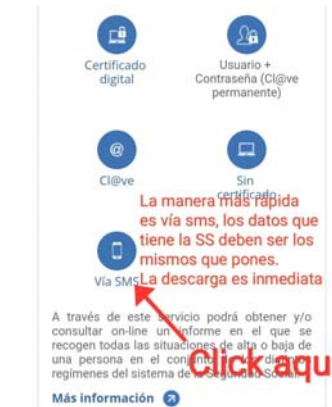 Certificado
digital
Usuario +
Contraseña (Cl@ve
permanente)
@
Cl@ve
Sin
certificado
La manera más rápida
es vía sms, los datos que
tiene la SS deben ser los
mismos que pones.
La descarga es inmediata
Vía SMS
A través de este servicio podrá obtener y/o
consultar on-line un informe en el que se
recogen todas las situaciones de alta o baja de
una persona en el conjunto de los distintos
regímenes del sistema de la Seguridad Social.
Click aqu
Más información